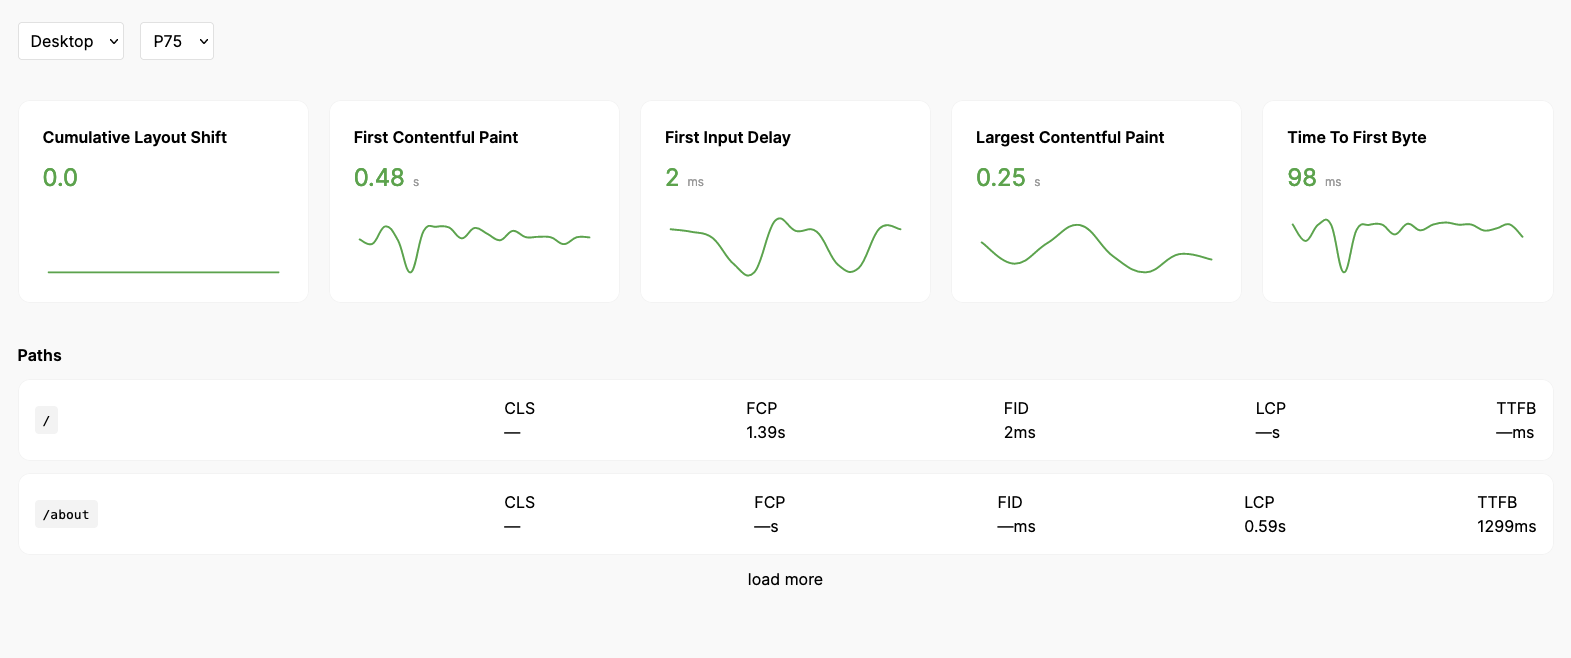 Desktop P75
Cumulative Layout Shift
0.0
First Contentful Paint
0.48 s
First Input Delay
2 ms
Largest Contentful Paint
0.25 s
Time To First Byte
98 ms
Paths
/
CLS FCP FID LCP TTFB
— 1.39s 2ms —s —ms
/about
CLS FCP FID LCP TTFB
— —s —ms 0.59s 1299ms
load more